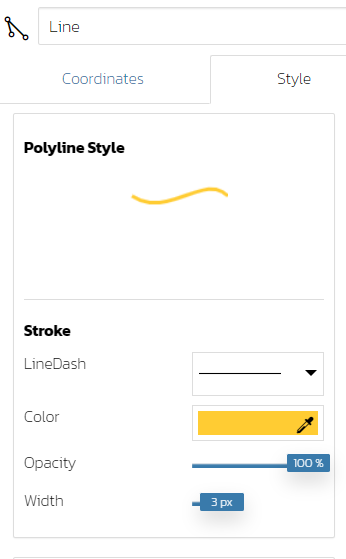 Line
Coordinates
Style
Polyline Style
Stroke
LineDash
Color
Opacity
100 %
Width
3 px